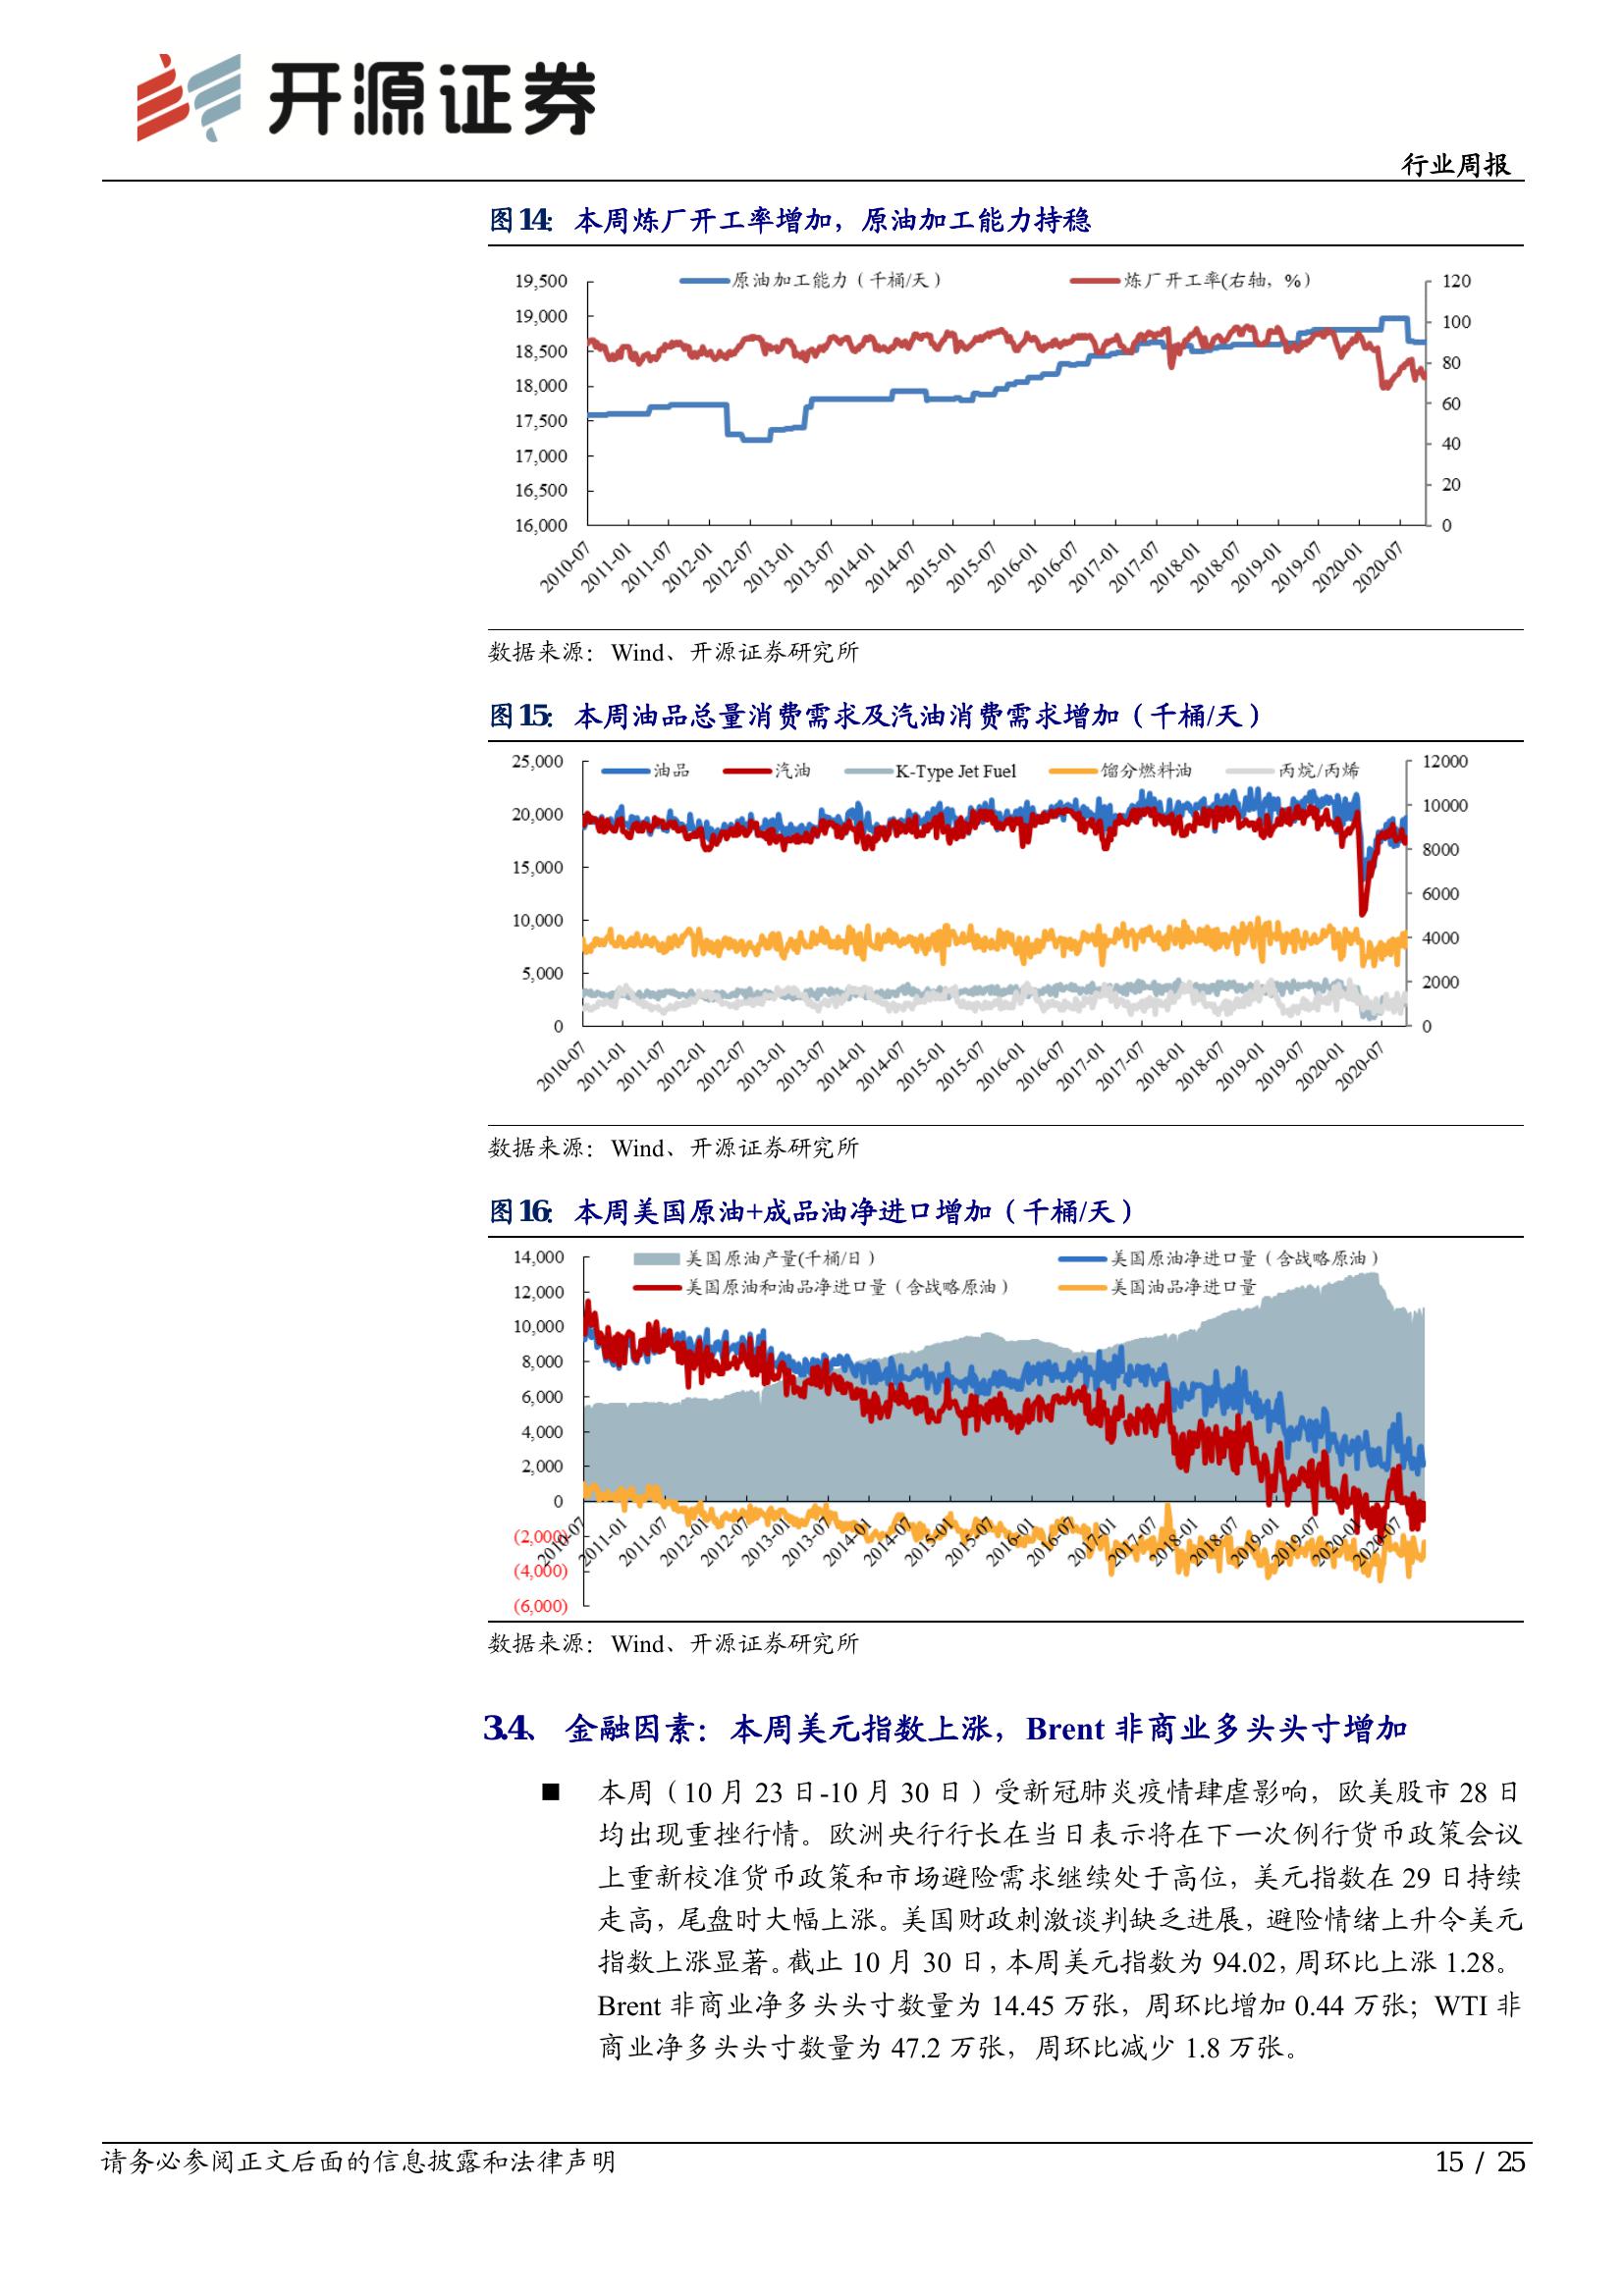 开源证券
行业周报
图14: 本周炼厂开工率增加，原油加工能力持稳
原油加工能力（千桶/天） 炼厂开工率(右轴，%)
19,500
19,000
18,500
18,000
17,500
17,000
16,500
16,000
120
100
80
60
40
20
0
2010-07 2011-01 2011-07 2012-01 2012-07 2013-01 2013-07 2014-01 2014-07 2015-01 2015-07 2016-01 2016-07 2017-01 2017-07 2018-01 2018-07 2019-01 2019-07 2020-01 2020-07
数据来源：Wind、开源证券研究所
图15: 本周油品总量消费需求及汽油消费需求增加（千桶/天）
油品 汽油 K-Type Jet Fuel 馏分燃料油 丙烷/丙烯
25,000
20,000
15,000
10,000
5,000
0
12000
10000
8000
6000
4000
2000
0
2010-07 2011-01 2011-07 2012-01 2012-07 2013-01 2013-07 2014-01 2014-07 2015-01 2015-07 2016-01 2016-07 2017-01 2017-07 2018-01 2018-07 2019-01 2019-07 2020-01 2020-07
数据来源：Wind、开源证券研究所
图16: 本周美国原油+成品油净进口增加（千桶/天）
美国原油产量(千桶/日） 美国原油净进口量（含战略原油）
美国原油和油品净进口量（含战略原油） 美国油品净进口量
14,000
12,000
10,000
8,000
6,000
4,000
2,000
0
(2,000)
(4,000)
(6,000)
2010-07 2011-01 2011-07 2012-01 2012-07 2013-01 2013-07 2014-01 2014-07 2015-01 2015-07 2016-01 2016-07 2017-01 2017-07 2018-01 2018-07 2019-01 2019-07 2020-01 2020-07
数据来源：Wind、开源证券研究所
3.4、 金融因素：本周美元指数上涨，Brent 非商业多头头寸增加
■ 本周（10 月 23 日-10 月 30 日）受新冠肺炎疫情肆虐影响，欧美股市 28 日
均出现重挫行情。欧洲央行行长在当日表示将在下一次例行货币政策会议
上重新校准货币政策和市场避险需求继续处于高位，美元指数在 29 日持续
走高，尾盘时大幅上涨。美国财政刺激谈判缺乏进展，避险情绪上升令美元
指数上涨显著。截止 10 月 30 日，本周美元指数为 94.02，周环比上涨 1.28。
Brent 非商业净多头头寸数量为 14.45 万张，周环比增加 0.44 万张；WTI 非
商业净多头头寸数量为 47.2 万张，周环比减少 1.8 万张。
请务必参阅正文后面的信息披露和法律声明
15 / 25